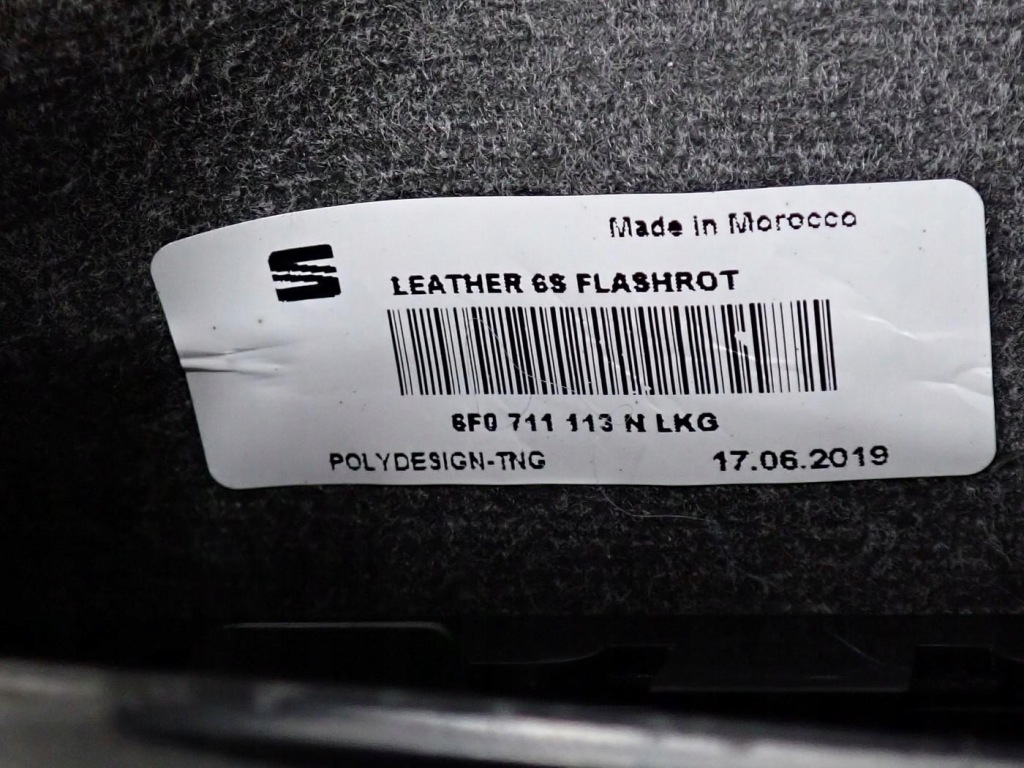 Made in Morocco
LEATHER 6S FLASHROT
6F0 711 113 N LKG
POLYDESIGN-TNG
17.06.2019